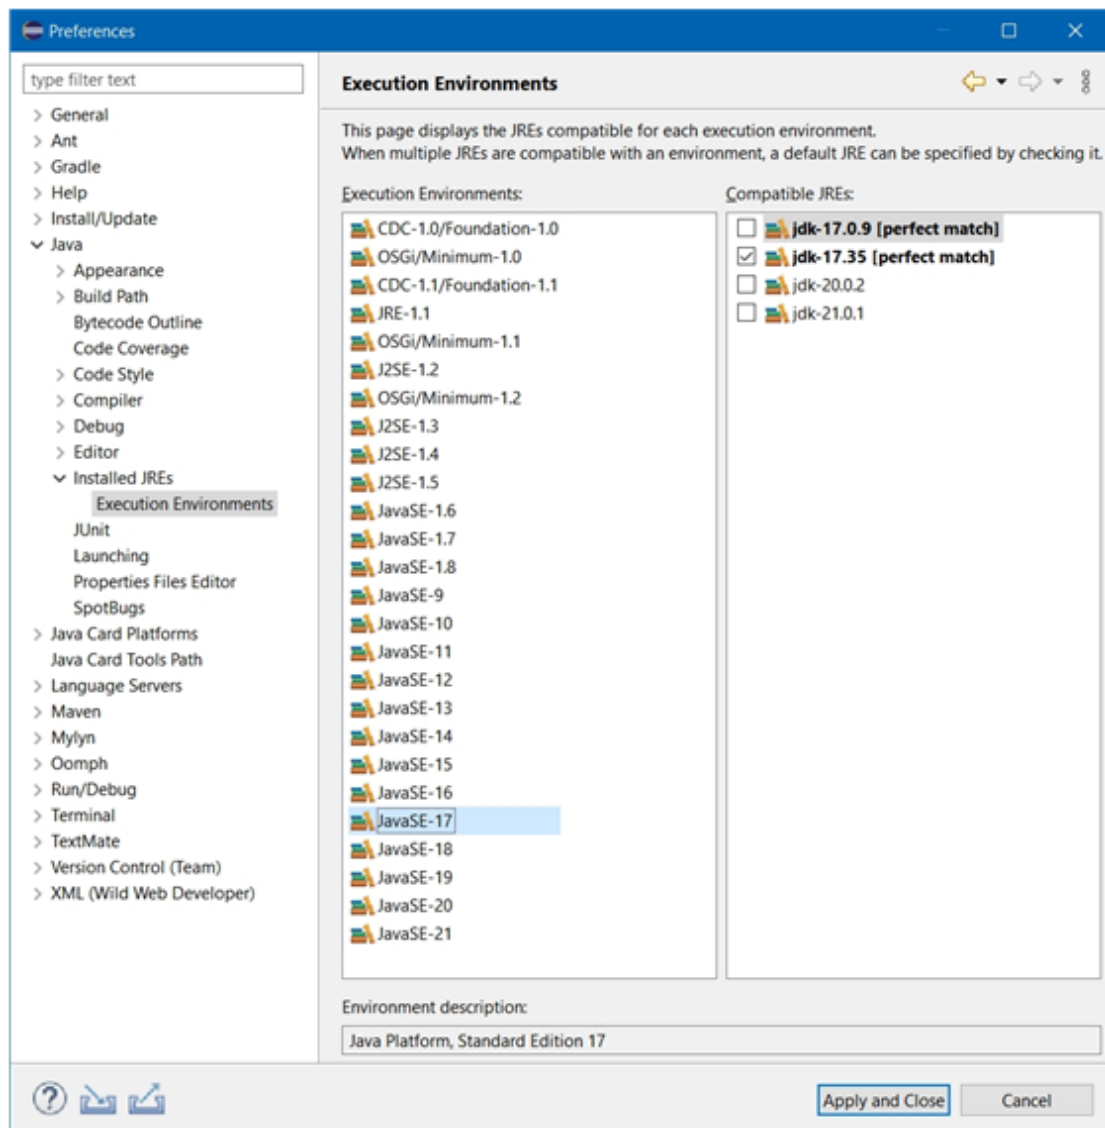 Preferences
type filter text
General
Ant
Gradle
Help
Install/Update
Java
Appearance
Build Path
Bytecode Outline
Code Coverage
Code Style
Compiler
Debug
Editor
Installed JREs
Execution Environments
JUnit
Launching
Properties Files Editor
SpotBugs
Java Card Platforms
Java Card Tools Path
Language Servers
Maven
Mylyn
Oomph
Run/Debug
Terminal
TextMate
Version Control (Team)
XML (Wild Web Developer)
Execution Environments
This page displays the JREs compatible for each execution environment.
When multiple JREs are compatible with an environment, a default JRE can be specified by checking it.
Execution Environments:
CDC-1.0/Foundation-1.0
OSGi/Minimum-1.0
CDC-1.1/Foundation-1.1
JRE-1.1
OSGi/Minimum-1.1
J2SE-1.2
OSGi/Minimum-1.2
J2SE-1.3
J2SE-1.4
J2SE-1.5
JavaSE-1.6
JavaSE-1.7
JavaSE-1.8
JavaSE-9
JavaSE-10
JavaSE-11
JavaSE-12
JavaSE-13
JavaSE-14
JavaSE-15
JavaSE-16
JavaSE-17
JavaSE-18
JavaSE-19
JavaSE-20
JavaSE-21
Compatible JREs:
jdk-17.0.9 [perfect match]
jdk-17.35 [perfect match]
jdk-20.0.2
jdk-21.0.1
Environment description:
Java Platform, Standard Edition 17
?
Apply and Close
Cancel